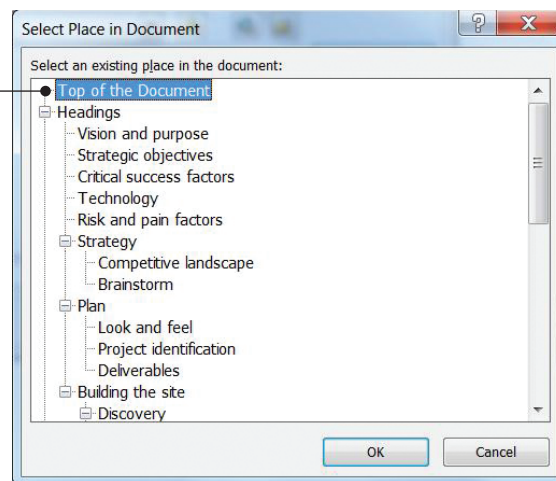 Select Place in Document
Select an existing place in the document:
Top of the Document
Headings
Vision and purpose
Strategic objectives
Critical success factors
Technology
Risk and pain factors
Strategy
Competitive landscape
Brainstorm
Plan
Look and feel
Project identification
Deliverables
Building the site
Discovery
OK
Cancel